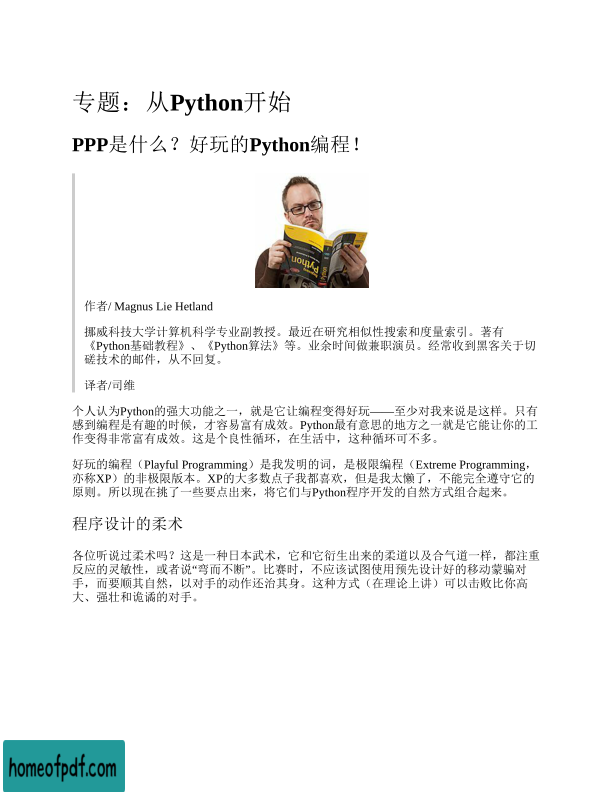 专题：从Python开始
PPP是什么？好玩的Python编程！
Python
作者/ Magnus Lie Hetland
挪威科技大学计算机科学专业副教授。最近在研究相似性搜索和度量索引。著有
《Python基础教程》、《Python算法》等。业余时间做兼职演员。经常收到黑客关于切
磋技术的邮件，从不回复。
译者/司维
个人认为Python的强大功能之一，就是它让编程变得好玩——至少对我来说是这样。只有
感到编程是有趣的时候，才容易富有成效。Python最有意思的地方之一就是它能让你的工
作变得非常富有成效。这是个良性循环，在生活中，这种循环可不多。
好玩的编程（Playful Programming）是我发明的词，是极限编程（Extreme Programming，
亦称XP）的非极限版本。XP的大多数点子我都喜欢，但是我太懒了，不能完全遵守它的
原则。所以现在挑了一些要点出来，将它们与Python程序开发的自然方式组合起来。
程序设计的柔术
各位听说过柔术吗？这是一种日本武术，它和它衍生出来的柔道以及合气道一样，都注重
反应的灵敏性，或者说“弯而不断”。比赛时，不应该试图使用预先设计好的移动蒙骗对
手，而要顺其自然，以对手的动作还治其身。这种方式（在理论上讲）可以击败比你高
大、强壮和诡谲的对手。
homeofpdf.com